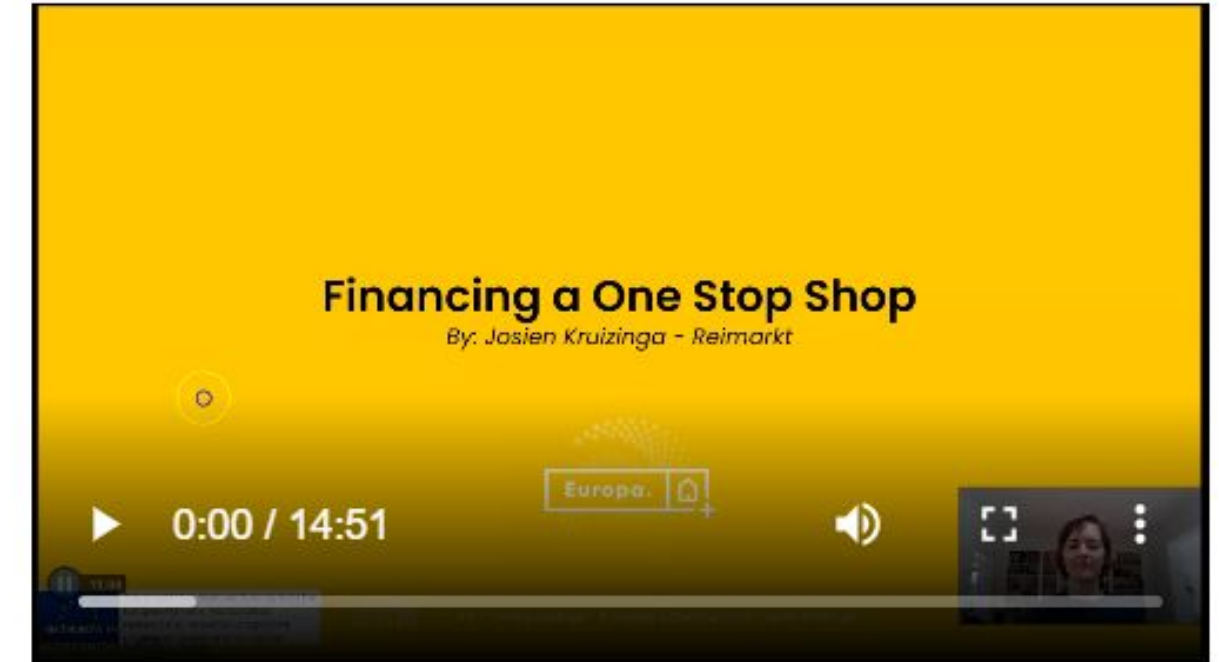 Financing a One Stop Shop
By: Josien Kruizinga - Reimarkt
Europa.
0:00 / 14:51